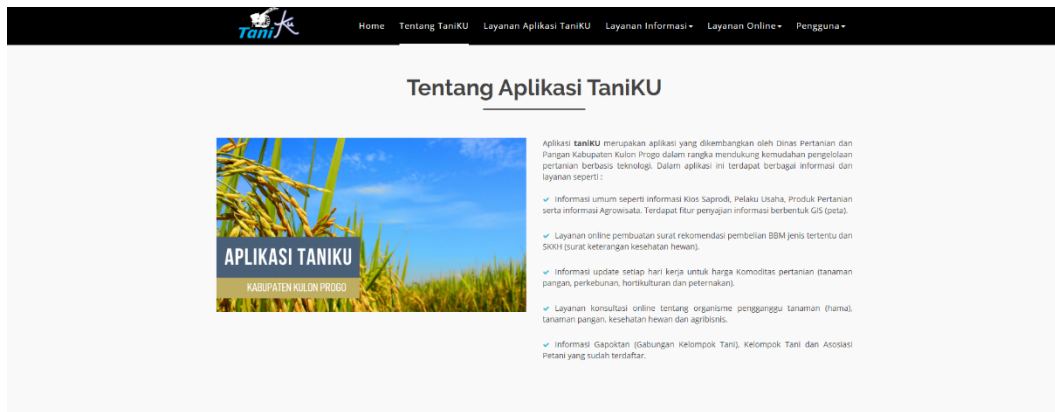 TaniKu
Home Tentang TaniKU Layanan Aplikasi TaniKU Layanan Informasi Layanan Online Pengguna
Tentang Aplikasi TaniKU
APLIKASI TANIKU
KABUPATEN KULON PROGO
Aplikasi taniKU merupakan aplikasi yang dikembangkan oleh Dinas Pertanian dan
Pangan Kabupaten Kulon Progo dalam rangka mendukung kemudahan pengelolaan
pertanian berbasis teknologi. Dalam aplikasi ini terdapat berbagai informasi dan
layanan seperti :
Informasi umum seperti informasi Kios Saprodi, Pelaku Usaha, Produk Pertanian
serta informasi Agrowisata. Terdapat fitur penyajian informasi berbentuk GIS (peta).
Layanan online pembuatan surat rekomendasi pembelian BBM jenis tertentu dan
SKKH (surat keterangan kesehatan hewan).
Informasi update setiap hari kerja untuk harga Komoditas pertanian (tanaman
pangan, perkebunan, hortikulturan dan peternakan).
Layanan konsultasi online tentang organisme pengganggu tanaman (hama),
tanaman pangan, kesehatan hewan dan agribisnis.
Informasi Gapoktan (Gabungan Kelompok Tani), Kelompok Tani dan Asosiasi
Petani yang sudah terdaftar.